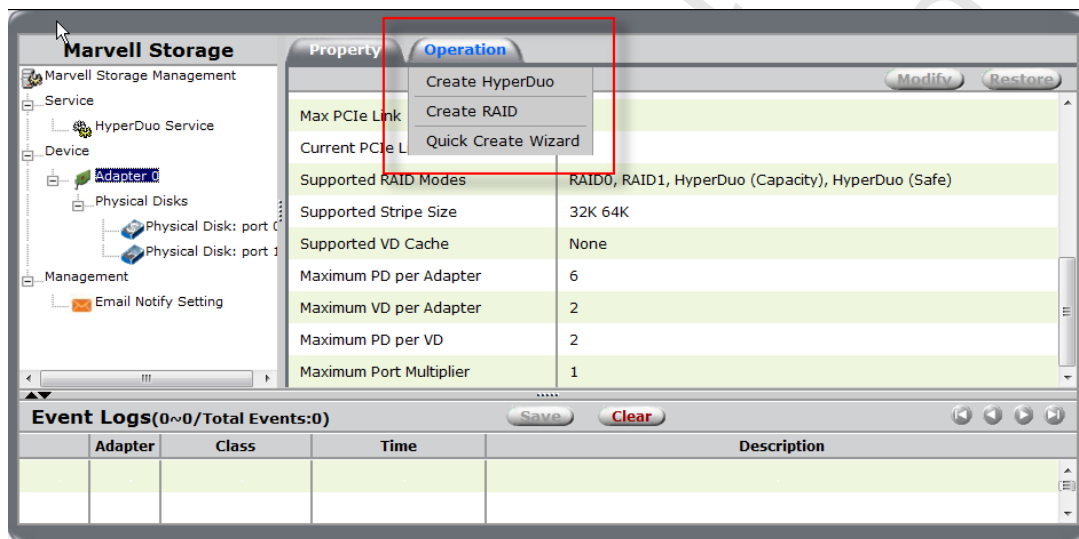 Marvell Storage
Marvell Storage Management
Service
HyperDuo Service
Device
Adapter 0
Physical Disks
Physical Disk: port
Physical Disk: port
Management
Email Notify Setting
Property
Operation
Create HyperDuo
Create RAID
Quick Create Wizard
Modify
Restore
Max PCIe Link
Current PCIe L
Supported RAID Modes RAID0, RAID1, HyperDuo (Capacity), HyperDuo (Safe)
Supported Stripe Size 32K 64K
Supported VD Cache None
Maximum PD per Adapter 6
Maximum VD per Adapter 2
Maximum PD per VD 2
Maximum Port Multiplier 1
Event Logs(0~0/Total Events:0) Save Clear
Adapter Class Time Description